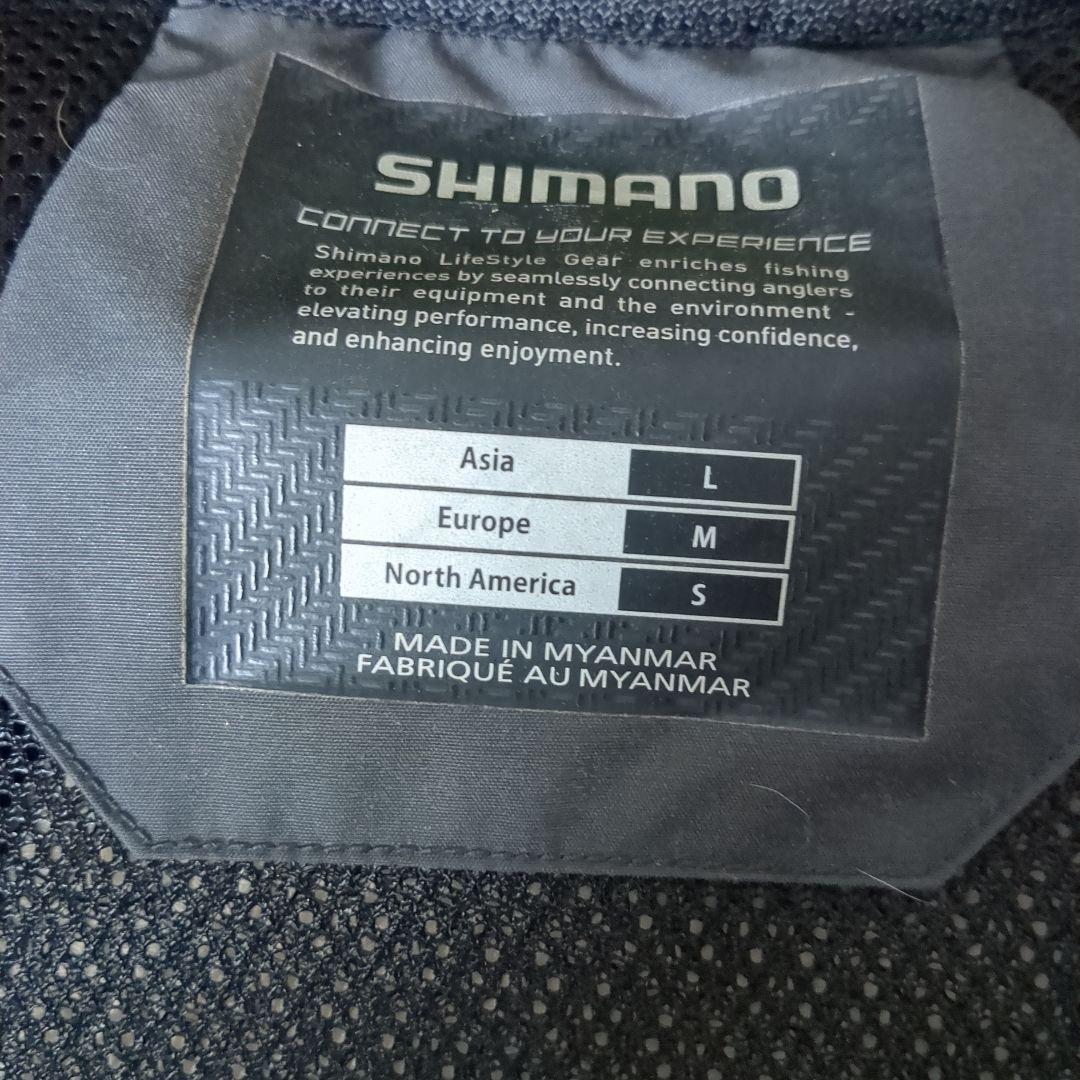 SHIMANO
CONNECT TO YOUR EXPERIENCE
Shimano LifeStyle Gear enriches fishing
experiences by seamlessly connecting anglers
to their equipment and the environment -
elevating performance, increasing confidence,
and enhancing enjoyment.
Asia L
Europe M
North America S
MADE IN MYANMAR
FABRIQUÉ AU MYANMAR